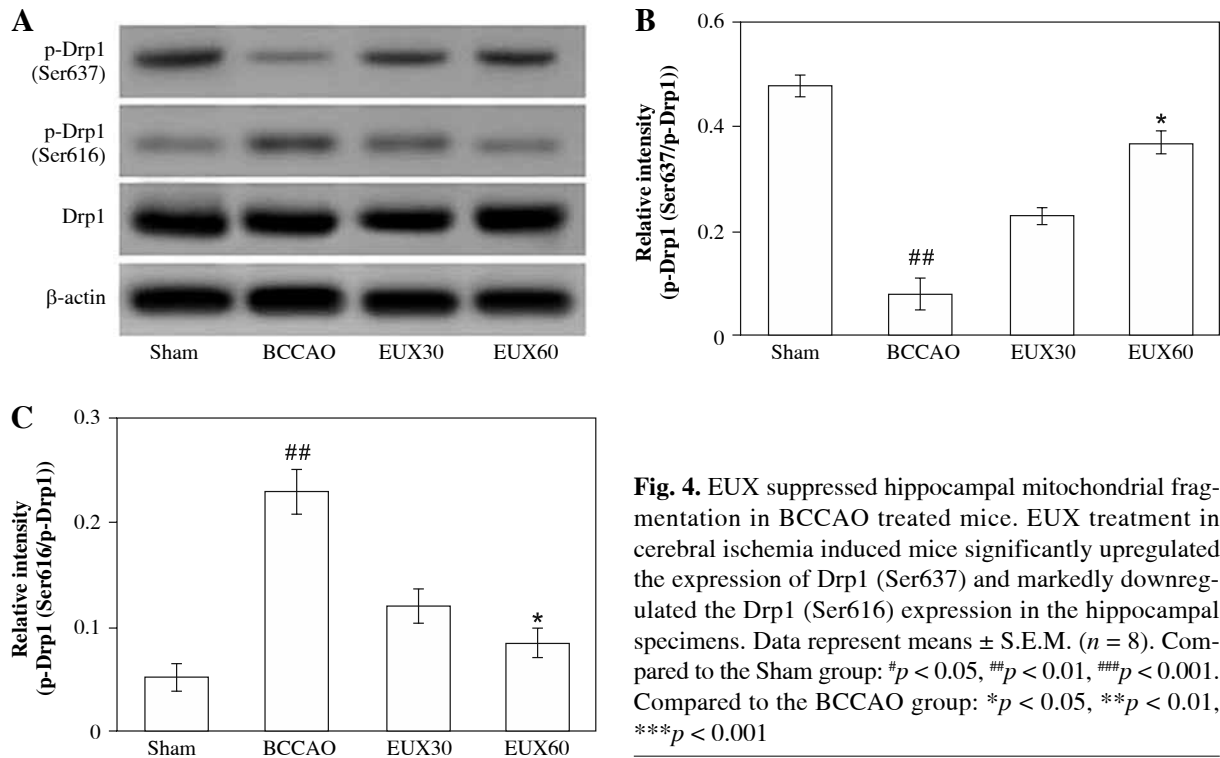 A
p-Drp1
(Ser637)
p-Drp1
(Ser616)
Drp1
β-actin
Sham BCCAO EUX30 EUX60
B
Relative intensity
(p-Drp1 (Ser637/p-Drp1))
0.6
0.4
0.2
0
##
*
Sham BCCAO EUX30 EUX60
C
Relative intensity
(p-Drp1 (Ser616/p-Drp1))
0.3
0.2
0.1
0
##
*
Sham BCCAO EUX30 EUX60
Fig. 4. EUX suppressed hippocampal mitochondrial frag-
mentation in BCCAO treated mice. EUX treatment in
cerebral ischemia induced mice significantly upregulated
the expression of Drp1 (Ser637) and markedly downreg-
ulated the Drp1 (Ser616) expression in the hippocampal
specimens. Data represent means ± S.E.M. (n = 8). Com-
pared to the Sham group: #p < 0.05, ##p < 0.01, ###p < 0.001.
Compared to the BCCAO group: *p < 0.05, **p < 0.01,
***p < 0.001